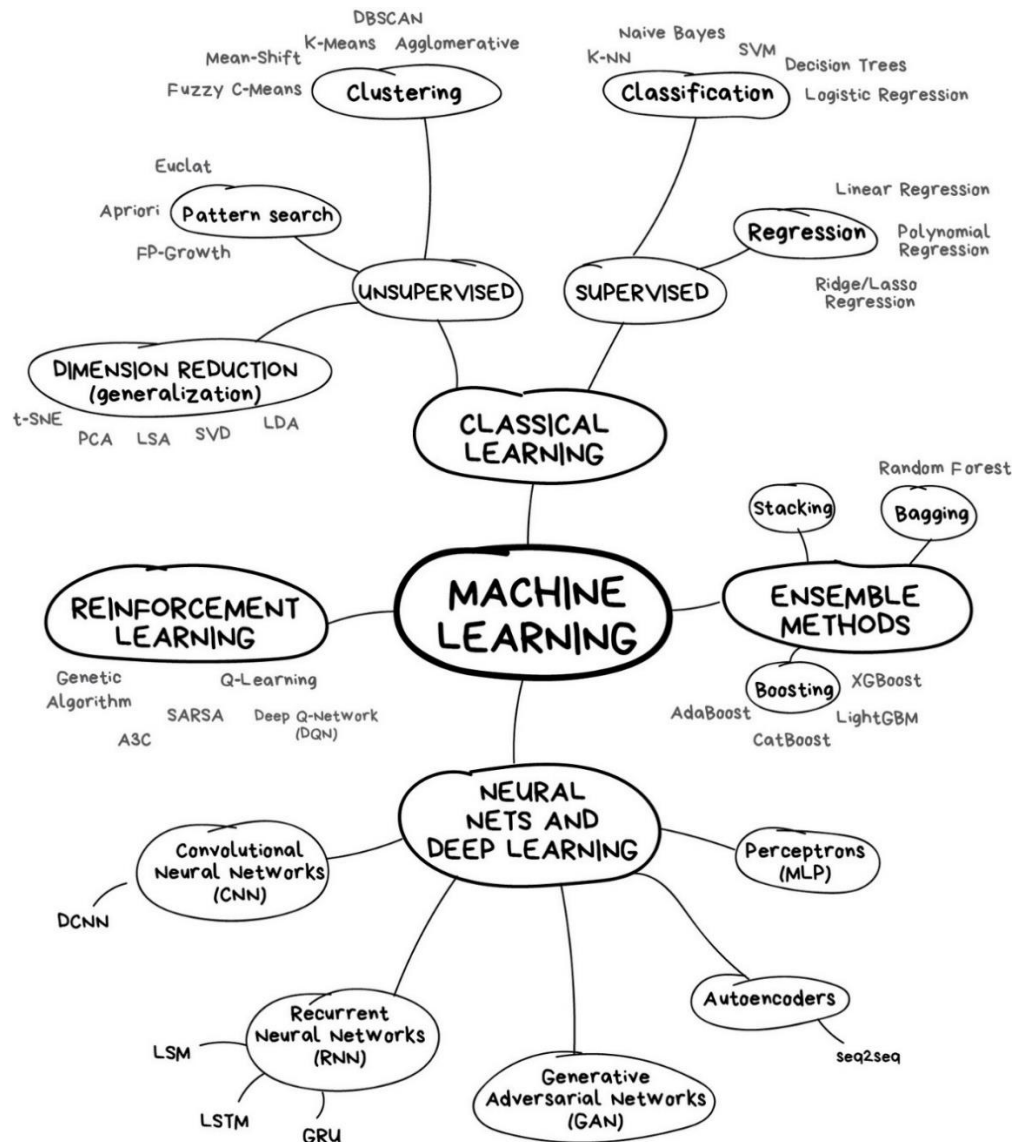 DBSCAN
K-Means
Agglomerative
Mean-Shift
Fuzzy C-Means
Clustering
Naive Bayes
K-NN
SVM
Decision Trees
Logistic Regression
Classification
Euclat
Apriori
Pattern search
FP-Growth
Linear Regression
Regression
Polynomial
Regression
Ridge/Lasso
Regression
UNSUPERVISED
SUPERVISED
DIMENSION REDUCTION
(generalization)
t-SNE
PCA
LSA
SVD
LDA
CLASSICAL
LEARNING
Random Forest
Stacking
Bagging
REINFORCEMENT
LEARNING
MACHINE
LEARNING
ENSEMBLE
METHODS
Genetic
Algorithm
Q-Learning
SARSA
A3C
Deep Q-Network
(DQN)
Boosting
XGBoost
AdaBoost
LightGBM
CatBoost
NEURAL
NETS AND
DEEP LEARNING
Convolutional
Neural Networks
(CNN)
DCNN
Perceptrons
(MLP)
Recurrent
Neural Networks
(RNN)
LSM
LSTM
GRU
Generative
Adversarial Networks
(GAN)
Autoencoders
seq2seq